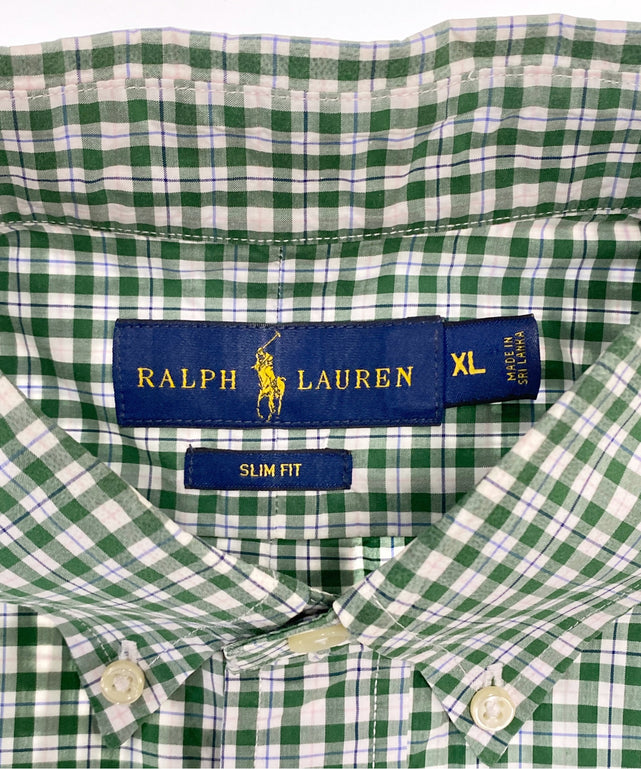 RALPH LAUREN
XL
MADE IN
SRI LANKA
SLIM FIT